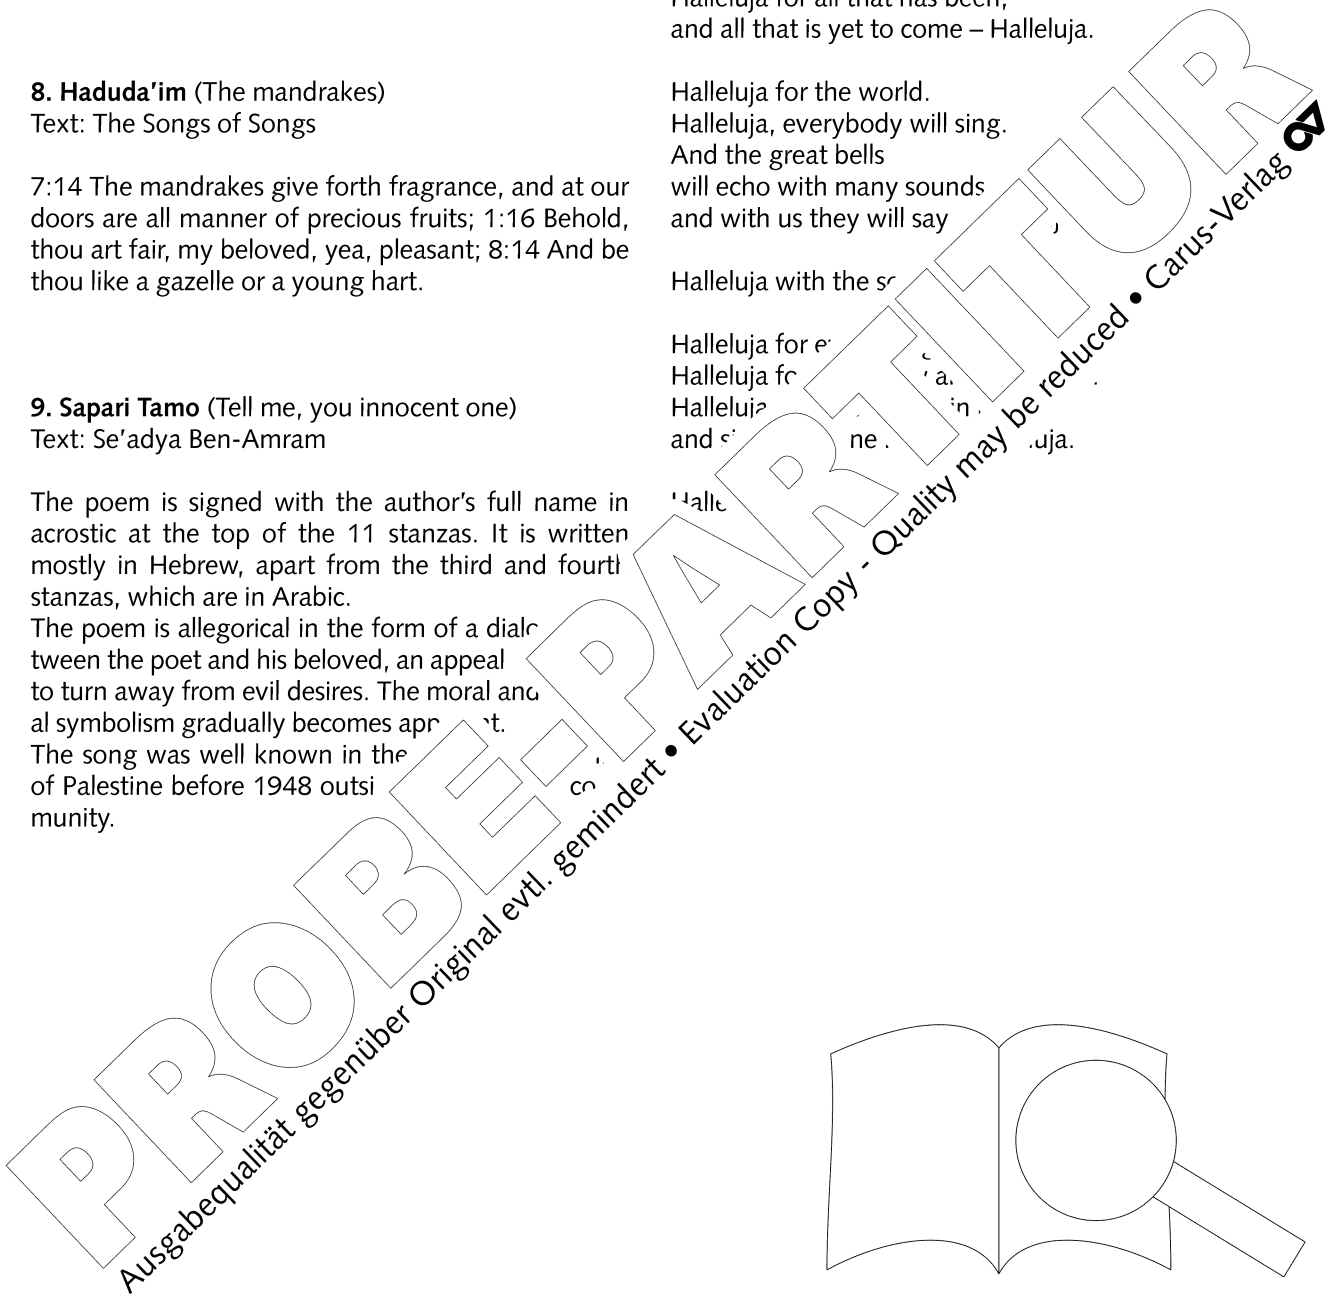 8. Haduda’im (The mandrakes)
Text: The Songs of Songs
7:14 The mandrakes give forth fragrance, and at our
doors are all manner of precious fruits; 1:16 Behold,
thou art fair, my beloved, yea, pleasant; 8:14 And be
thou like a gazelle or a young hart.
9. Sapari Tamo (Tell me, you innocent one)
Text: Se’adya Ben-Amram
The poem is signed with the author’s full name in
acrostic at the top of the 11 stanzas. It is written
mostly in Hebrew, apart from the third and fourth
stanzas, which are in Arabic.
The poem is allegorical in the form of a
tween the poet and his beloved, an appeal
to turn away from evil desires. The moral and
al symbolism gradually becomes
The song was well known in the
of Palestine before 1948
munity.
Halleluja for all that has been,
and all that is yet to come – Halleluja.
Halleluja for the world.
Halleluja, everybody will sing.
And the great bells
will echo with many sounds
and with us they will say
Halleluja with the
Halleluja for
Halleluja
Halleluja
and
PROBE-PARTITUR
Ausgabequalität gegenüber Original evtl. gemindert • Evaluation Copy - Quality may be reduced • Carus-Verlag